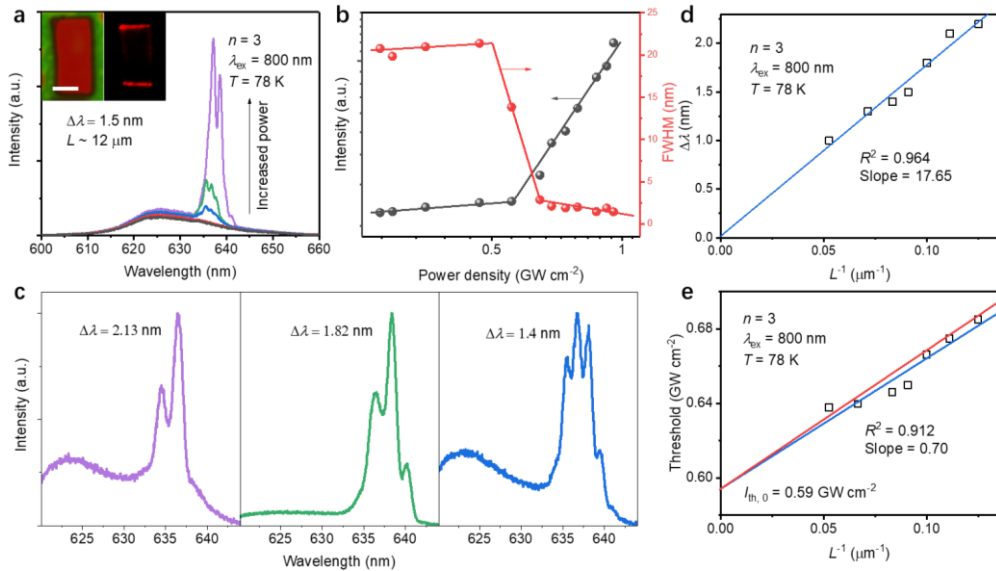 a
n = 3
λex = 800 nm
T = 78 K
Δλ = 1.5 nm
L ~ 12 μm
Increased power
Intensity (a.u.)
600 610 620 630 640 650 660
Wavelength (nm)
b
Intensity (a.u.)
25
20
15
10
5
0
FWHM (nm)
0.5 1
Power density (GW cm-2)
c
Intensity (a.u.)
Δλ = 2.13 nm
Δλ = 1.82 nm
Δλ = 1.4 nm
625 630 635 640 625 630 635 640 625 630 635 640
Wavelength (nm)
d
n = 3
λex = 800 nm
T = 78 K
R2 = 0.964
Slope = 17.65
Δλ (nm)
2.0
1.5
1.0
0.5
0.0
0.00 0.05 0.10
L-1 (μm-1)
e
n = 3
λex = 800 nm
T = 78 K
R2 = 0.912
Slope = 0.70
Ith, 0 = 0.59 GW cm-2
Threshold (GW cm-2)
0.68
0.64
0.60
0.00 0.05 0.10
L-1 (μm-1)